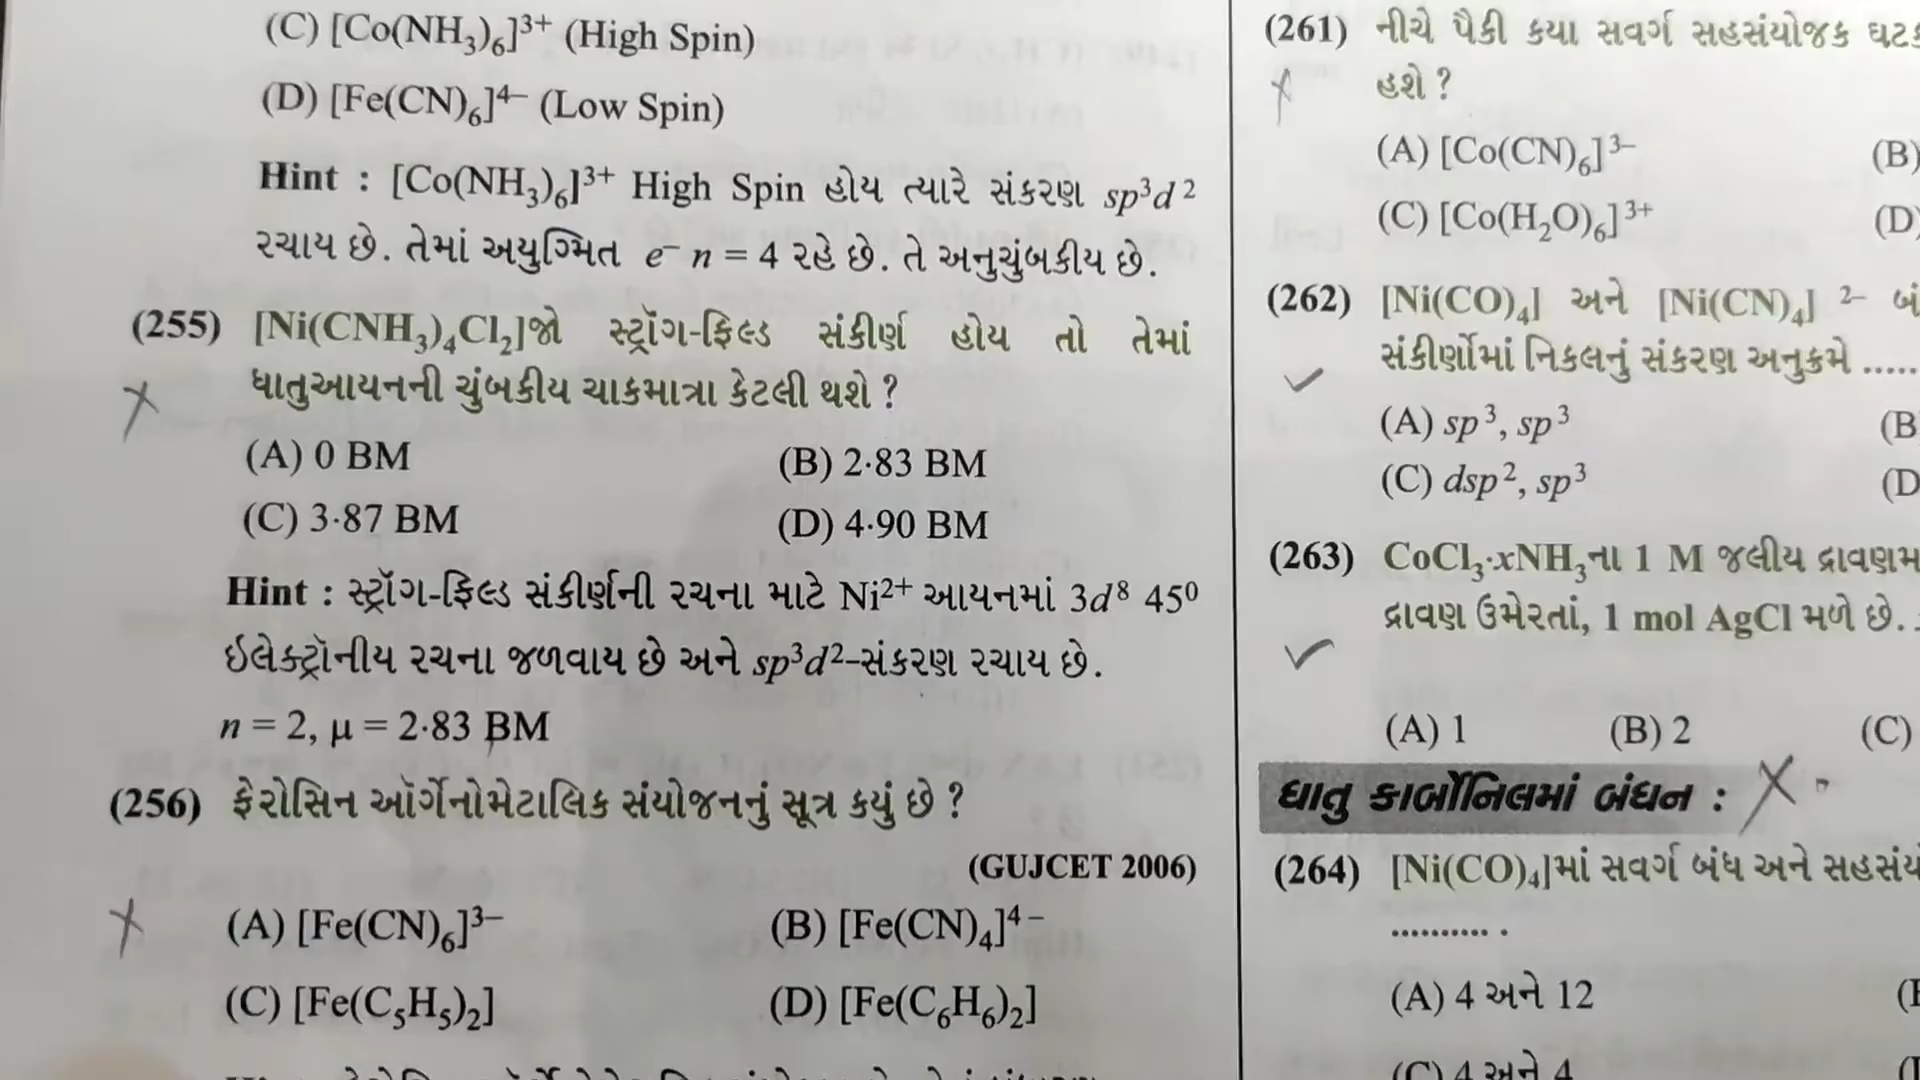 (C) [Co(NH₃)₆]³⁺ (High Spin)
(D) [Fe(CN)₆]⁴⁻ (Low Spin)
Hint : [Co(NH₃)₆]³⁺ High Spin હોય ત્યારે સંકરણ sp³d²
રચાય છે. તેમાં અયુગ્મિત e⁻ n = 4 રહે છે. તે અનુચુંબકીય છે.
(255) [Ni(CNH₃)₄Cl₂]જો સ્ટ્રૉંગ-ફિલ્ડ સંકીર્ણ હોય તો તેમાં
ધાતુઆયનની ચુંબકીય ચાકમાત્રા કેટલી થશે ?
(A) 0 BM (B) 2·83 BM
(C) 3·87 BM (D) 4·90 BM
Hint : સ્ટ્રૉંગ-ફિલ્ડ સંકીર્ણની રચના માટે Ni²⁺ આયનમાં 3d⁸ 45⁰
ઇલેક્ટ્રૉનીય રચના જળવાય છે અને sp³d²-સંકરણ રચાય છે.
n = 2, μ = 2·83 BM
(256) ફેરોસિન ઑર્ગેનોમેટાલિક સંયોજનનું સૂત્ર કયું છે ?
(GUJCET 2006)
(A) [Fe(CN)₆]³⁻ (B) [Fe(CN)₄]⁴⁻
(C) [Fe(C₅H₅)₂] (D) [Fe(C₆H₆)₂]
(261) નીચે પૈકી કયા સવર્ગ સહસંયોજક
હશે ?
(A) [Co(CN)₆]³⁻ (B)
(C) [Co(H₂O)₆]³⁺ (D)
(262) [Ni(CO)₄] અને [Ni(CN)₄]²⁻
સંકીર્ણોમાં નિકલનું સંકરણ અનુક્રમે .....
(A) sp³, sp³ (B
(C) dsp², sp³ (D
(263) CoCl₃·xNH₃ના 1 M જલીય
દ્રાવણ ઉમેરતાં, 1 mol AgCl મળે છે.
(A) 1 (B) 2 (C)
ધાતુ કાર્બોનિલમાં બંધન :
(264) [Ni(CO)₄]માં સવર્ગ બંધ અને
.......... .
(A) 4 અને 12
(C) 4 અને 4